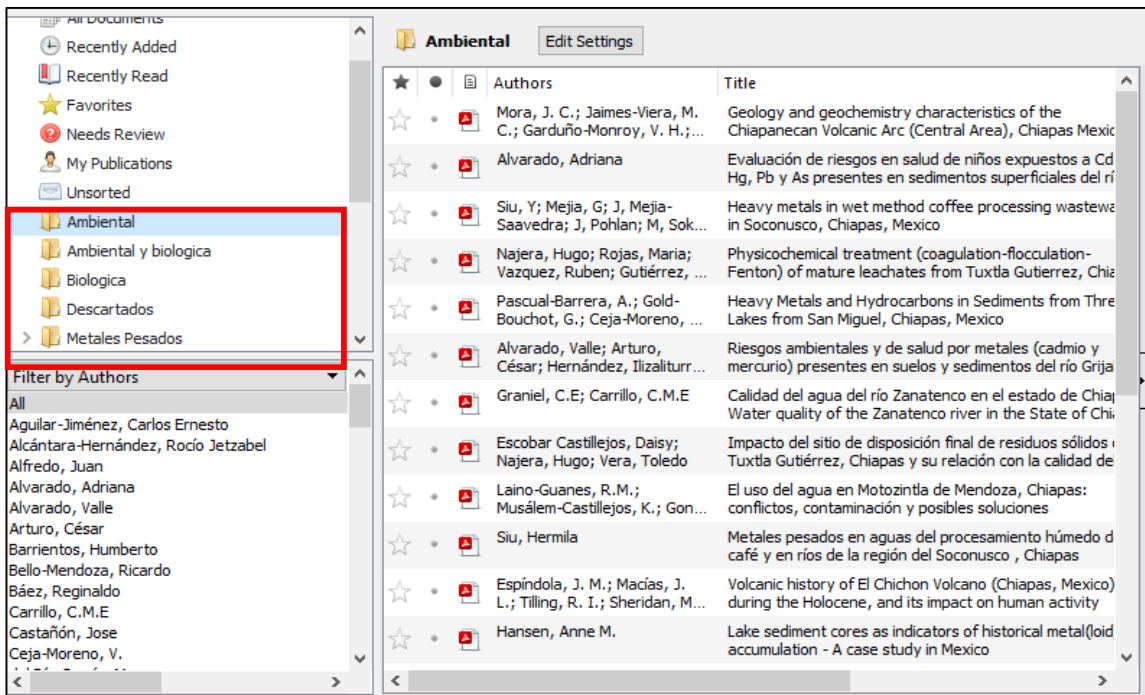 All Documents
Recently Added
Recently Read
Favorites
Needs Review
My Publications
Unsorted
Ambiental
Ambiental y biologica
Biologica
Descartados
Metales Pesados
Filter by Authors
All
Aguilar-Jiménez, Carlos Ernesto
Alcántara-Hernández, Rocío Jetzabel
Alfredo, Juan
Alvarado, Adriana
Alvarado, Valle
Arturo, César
Barrientos, Humberto
Bello-Mendoza, Ricardo
Báez, Reginaldo
Carrillo, C.M.E
Castañón, Jose
Ceja-Moreno, V.
Ambiental Edit Settings
Authors Title
Mora, J. C.; Jaimes-Viera, M. Geology and geochemistry characteristics of the
C.; Garduño-Monroy, V. H.;... Chiapanecan Volcanic Arc (Central Area), Chiapas Mexic
Alvarado, Adriana Evaluación de riesgos en salud de niños expuestos a Cd
Hg, Pb y As presentes en sedimentos superficiales del rí
Siu, Y; Mejia, G; J, Mejia- Heavy metals in wet method coffee processing wastewa
Saavedra; J, Pohlan; M, Sok... in Soconusco, Chiapas, Mexico
Najera, Hugo; Rojas, Maria; Physicochemical treatment (coagulation-flocculation-
Vazquez, Ruben; Gutiérrez, ... Fenton) of mature leachates from Tuxtla Gutierrez, Chia
Pascual-Barrera, A.; Gold- Heavy Metals and Hydrocarbons in Sediments from Thre
Bouchot, G.; Ceja-Moreno, ... Lakes from San Miguel, Chiapas, Mexico
Alvarado, Valle; Arturo, Riesgos ambientales y de salud por metales (cadmio y
César; Hernández, Ilizaliturr... mercurio) presentes en suelos y sedimentos del río Grija
Graniel, C.E; Carrillo, C.M.E Calidad del agua del río Zanatenco en el estado de Chiap
Water quality of the Zanatenco river in the State of Chia
Escobar Castillejos, Daisy; Impacto del sitio de disposición final de residuos sólidos
Najera, Hugo; Vera, Toledo Tuxtla Gutiérrez, Chiapas y su relación con la calidad de
Laino-Guanes, R.M.; El uso del agua en Motozintla de Mendoza, Chiapas:
Musálem-Castillejos, K.; Gon... conflictos, contaminación y posibles soluciones
Siu, Hermila Metales pesados en aguas del procesamiento húmedo d
café y en ríos de la región del Soconusco , Chiapas
Espíndola, J. M.; Macías, J. Volcanic history of El Chichon Volcano (Chiapas, Mexico)
L.; Tilling, R. I.; Sheridan, M... during the Holocene, and its impact on human activity
Hansen, Anne M. Lake sediment cores as indicators of historical metal(loid)
accumulation - A case study in Mexico